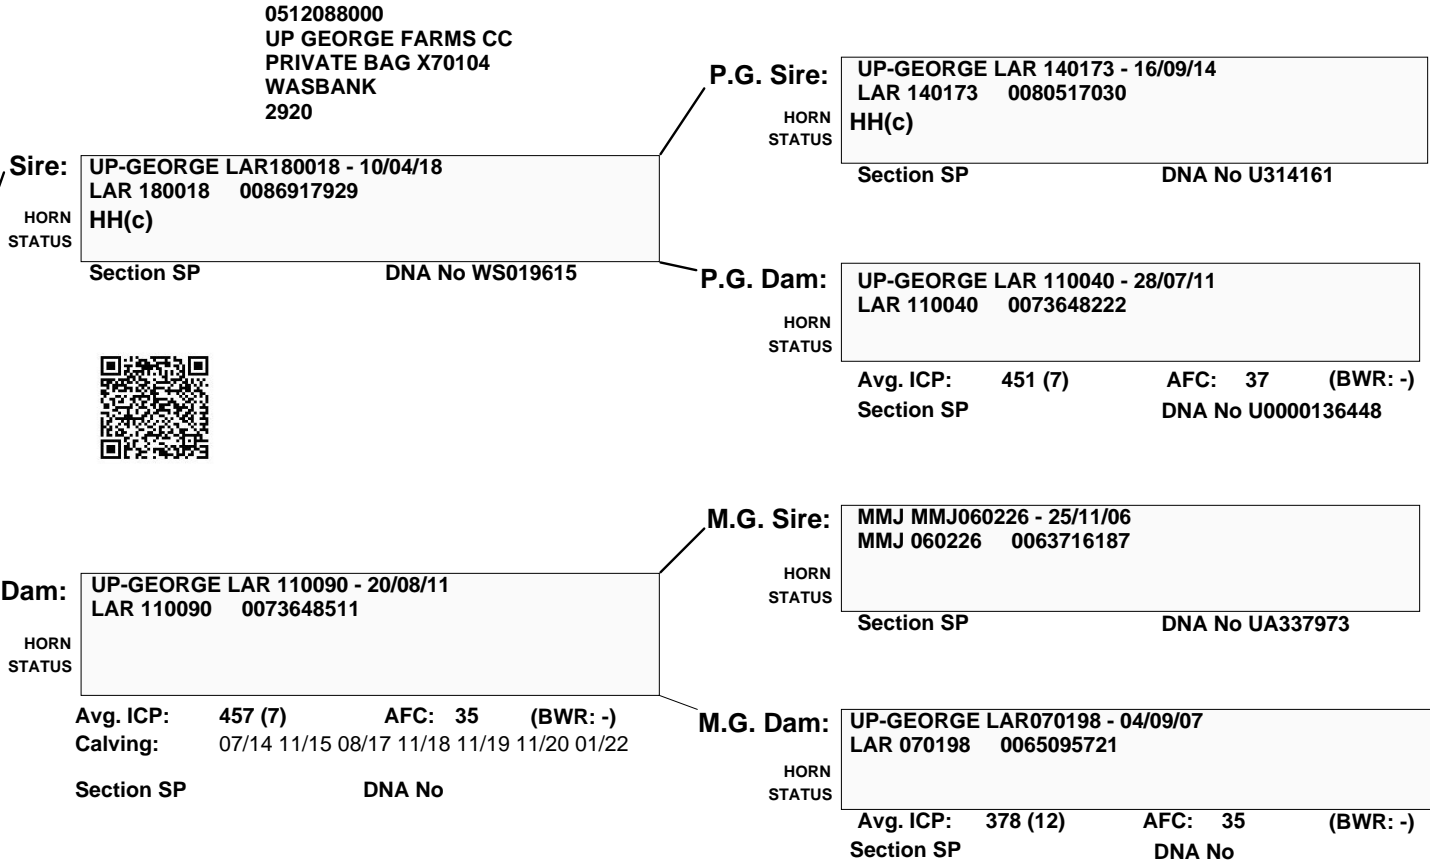 0512088000
UP GEORGE FARMS CC
PRIVATE BAG X70104
WASBANK
2920
Sire:
UP-GEORGE LAR180018 - 10/04/18
LAR 180018 0086917929
HORN STATUS
HH(c)
Section SP DNA No WS019615
P.G. Sire:
UP-GEORGE LAR 140173 - 16/09/14
LAR 140173 0080517030
HORN STATUS
HH(c)
Section SP DNA No U314161
P.G. Dam:
UP-GEORGE LAR 110040 - 28/07/11
LAR 110040 0073648222
HORN STATUS
Avg. ICP: 451 (7) AFC: 37 (BWR: -)
Section SP DNA No U0000136448
Dam:
UP-GEORGE LAR 110090 - 20/08/11
LAR 110090 0073648511
HORN STATUS
Avg. ICP: 457 (7) AFC: 35 (BWR: -)
Calving: 07/14 11/15 08/17 11/18 11/19 11/20 01/22
Section SP DNA No
M.G. Sire:
MMJ MMJ060226 - 25/11/06
MMJ 060226 0063716187
HORN STATUS
Section SP DNA No UA337973
M.G. Dam:
UP-GEORGE LAR070198 - 04/09/07
LAR 070198 0065095721
HORN STATUS
Avg. ICP: 378 (12) AFC: 35 (BWR: -)
Section SP DNA No